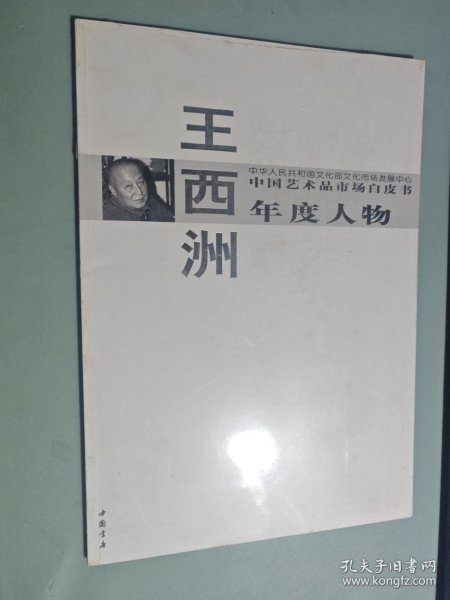 王西洲
中华人民共和国文化部文化市场发展中心
中国艺术品市场白皮书
年度人物
中国书店
孔夫子旧书网
www.kongfz.com